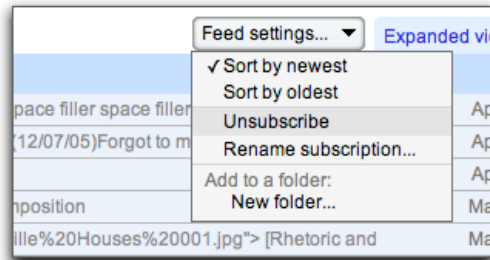 Feed settings...
Expanded vi
✓ Sort by newest
Sort by oldest
Unsubscribe
Rename subscription...
Add to a folder:
New folder...
pace filler space filler
Ap
(12/07/05)Forgot to m
Ap
Ap
nposition
Ma
ille%20Houses%20001.jpg"> [Rhetoric and
Ma